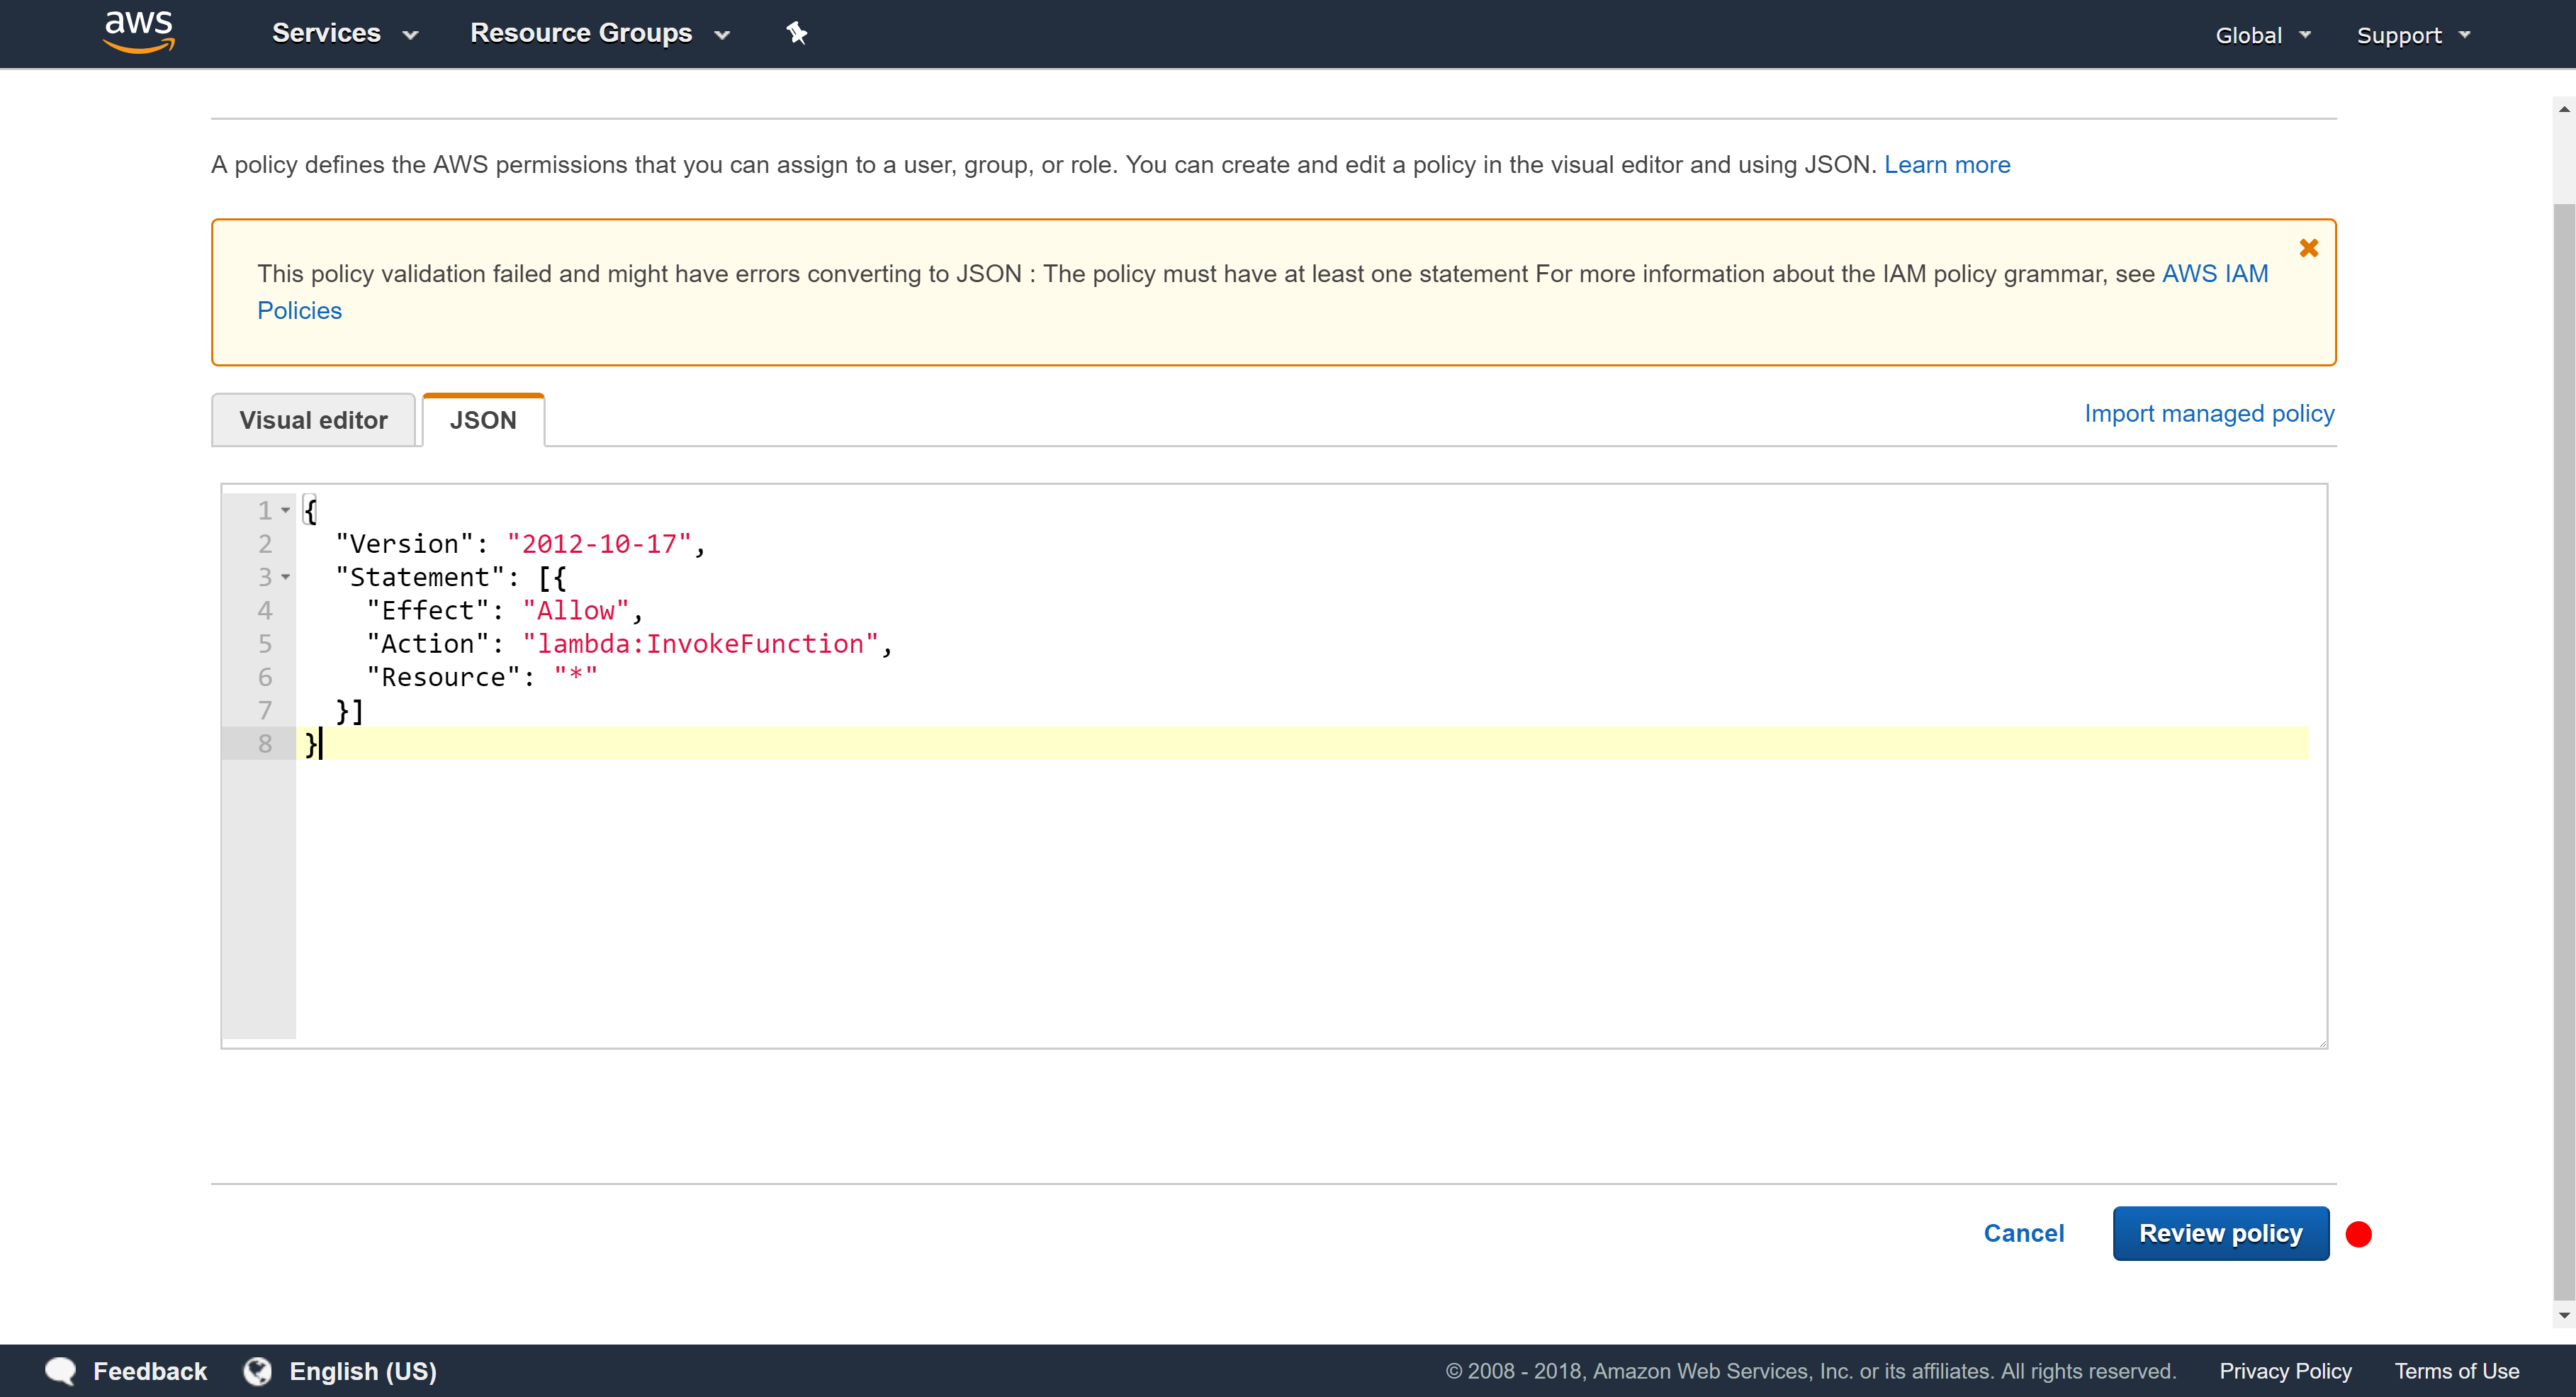 aws Services Resource Groups Global Support
A policy defines the AWS permissions that you can assign to a user, group, or role. You can create and edit a policy in the visual editor and using JSON. Learn more
This policy validation failed and might have errors converting to JSON : The policy must have at least one statement For more information about the IAM policy grammar, see AWS IAM
Policies
Visual editor JSON Import managed policy
1 {
2 "Version": "2012-10-17",
3 "Statement": [{
4 "Effect": "Allow",
5 "Action": "lambda:InvokeFunction",
6 "Resource": "*"
7 }]
8 }
Cancel Review policy
Feedback English (US) © 2008 - 2018, Amazon Web Services, Inc. or its affiliates. All rights reserved. Privacy Policy Terms of Use